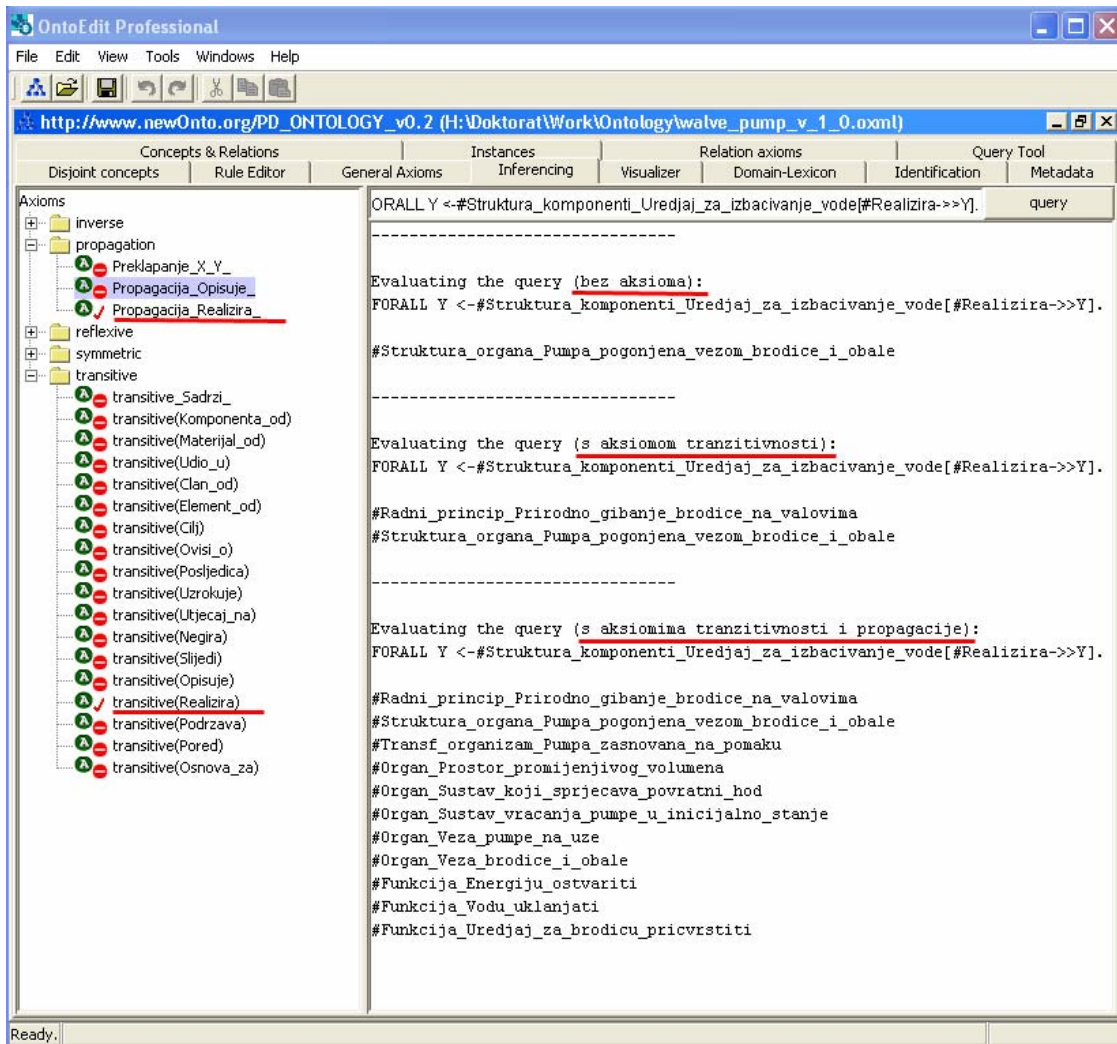 OntoEdit Professional
File Edit View Tools Windows Help
http://www.newOnto.org/PD_ONTOLOGY_v0.2 (H:\Doktorat\Work\Ontology\walve_pump_v_1_0.oxml)
Concepts & Relations Instances Relation axioms Query Tool
Disjoint concepts Rule Editor General Axioms Inferencing Visualizer Domain-Lexicon Identification Metadata
Axioms
inverse
propagation
Preklapanje_X_Y_
Propagacija_Opisuje_
Propagacija_Realizira_
reflexive
symmetric
transitive
transitive_Sadrzi_
transitive(Komponenta_od)
transitive(Materijal_od)
transitive(Udio_u)
transitive(Clan_od)
transitive(Element_od)
transitive(Cilj)
transitive(Ovisi_o)
transitive(Posljedica)
transitive(Uzrokuje)
transitive(Utjecaj_na)
transitive(Negira)
transitive(Slijedi)
transitive(Opisuje)
transitive(Realizira)
transitive(Podrzava)
transitive(Pored)
transitive(Osnova_za)
ORALL Y <-#Struktura_komponenti_Uredjaj_za_izbacivanje_vode[#Realizira->>Y]. query
--------------------------------
Evaluating the query (bez aksioma):
FORALL Y <-#Struktura_komponenti_Uredjaj_za_izbacivanje_vode[#Realizira->>Y].
#Struktura_organa_Pumpa_pogonjena_vezom_brodice_i_obale
--------------------------------
Evaluating the query (s aksiomom tranzitivnosti):
FORALL Y <-#Struktura_komponenti_Uredjaj_za_izbacivanje_vode[#Realizira->>Y].
#Radni_princip_Prirodno_gibanje_brodice_na_valovima
#Struktura_organa_Pumpa_pogonjena_vezom_brodice_i_obale
--------------------------------
Evaluating the query (s aksiomima tranzitivnosti i propagacije):
FORALL Y <-#Struktura_komponenti_Uredjaj_za_izbacivanje_vode[#Realizira->>Y].
#Radni_princip_Prirodno_gibanje_brodice_na_valovima
#Struktura_organa_Pumpa_pogonjena_vezom_brodice_i_obale
#Transf_organizam_Pumpa_zasnovana_na_pomaku
#Organ_Prostor_promijenjivog_volumena
#Organ_Sustav_koji_sprjecava_povratni_hod
#Organ_Sustav_vracanja_pumpe_u_inicijalno_stanje
#Organ_Veza_pumpe_na_uze
#Organ_Veza_brodice_i_obale
#Funkcija_Energiju_ostvariti
#Funkcija_Vodu_uklanjati
#Funkcija_Uredjaj_za_brodicu_pricvrstiti
Ready.